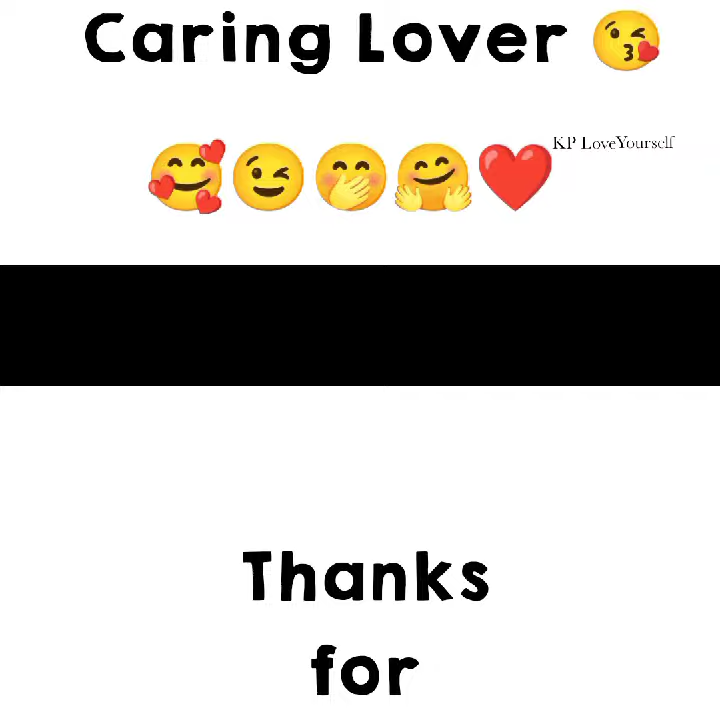 Caring Lover 😘
🥰😉🤭🤗❤️
KP LoveYourself
Thanks
for